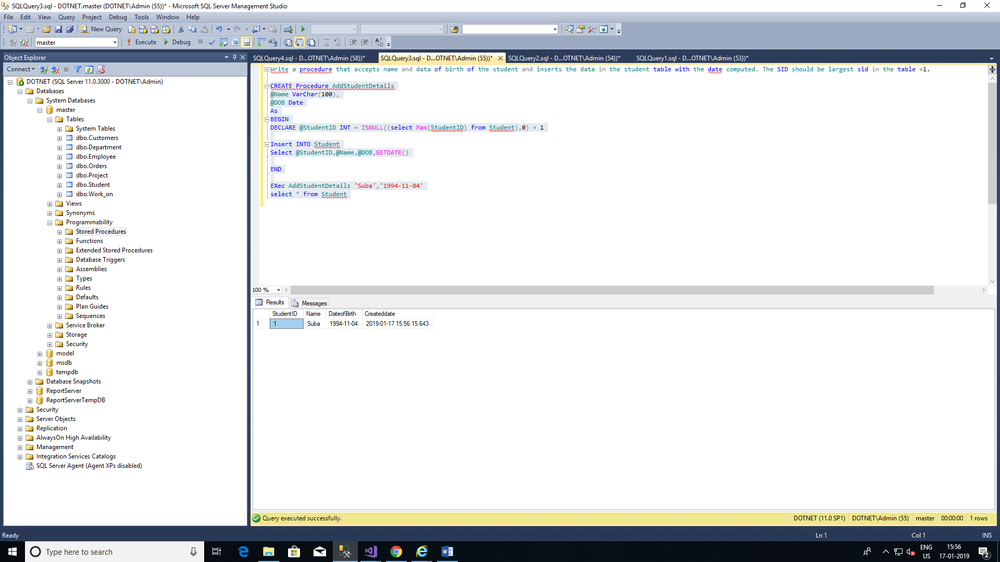 SQLQuery3.sql - DOTNET.master (DOTNET\Admin (55))* - Microsoft SQL Server Management Studio
File Edit View Query Project Debug Tools Window Help
New Query
master Execute Debug
Object Explorer
Connect
DOTNET (SQL Server 11.0.3000 - DOTNET\Admin)
Databases
System Databases
master
Tables
System Tables
dbo.Customers
dbo.Department
dbo.Employee
dbo.Orders
dbo.Project
dbo.Student
dbo.Work_on
Views
Synonyms
Programmability
Stored Procedures
Functions
Extended Stored Procedures
Database Triggers
Assemblies
Types
Rules
Defaults
Plan Guides
Sequences
Service Broker
Storage
Security
model
msdb
tempdb
Database Snapshots
ReportServer
ReportServerTempDB
Security
Server Objects
Replication
AlwaysOn High Availability
Management
Integration Services Catalogs
SQL Server Agent (Agent XPs disabled)
SQLQuery4.sql - D...OTNET\Admin (58))* SQLQuery3.sql - D...OTNET\Admin (55))* SQLQuery2.sql - D...OTNET\Admin (54))* SQLQuery1.sql - D...OTNET\Admin (53))*
Write a procedure that accepts name and data of birth of the student and inserts the data in the student table with the date computed. The SID should be largest sid in the table +1.
CREATE Procedure AddStudentDetails
@Name VarChar(100),
@DOB Date
As
BEGIN
DECLARE @StudentID INT = ISNULL((select Max(StudentID) from Student),0) + 1
Insert INTO Student
Select @StudentID,@Name,@DOB,GETDATE()
END
EXec AddStudentDetails 'Suba','1994-11-04'
select * from Student
100 %
Results Messages
StudentID Name DateofBirth Createddate
1 1 Suba 1994-11-04 2019-01-17 15:56:15.643
Query executed successfully. DOTNET (11.0 SP1) DOTNET\Admin (55) master 00:00:00 1 rows
Ready Ln 1 Col 1 INS
Type here to search
ENG
US
15:56
17-01-2019
2